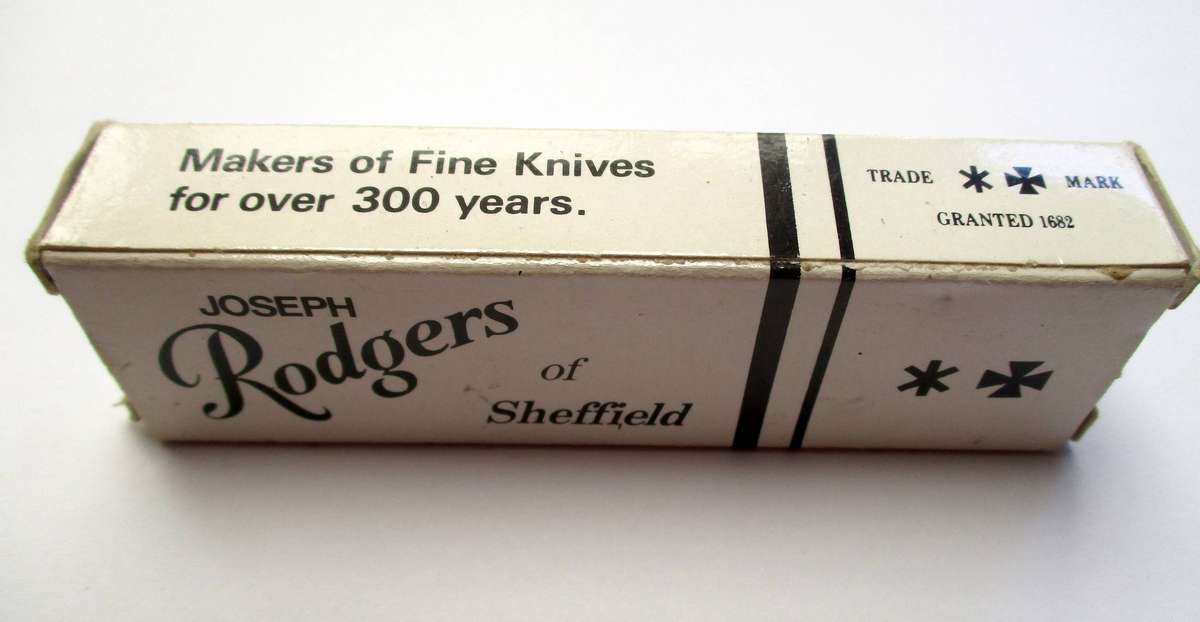 Makers of Fine Knives
for over 300 years.
TRADE MARK
GRANTED 1682
JOSEPH
Rodgers
of
Sheffield